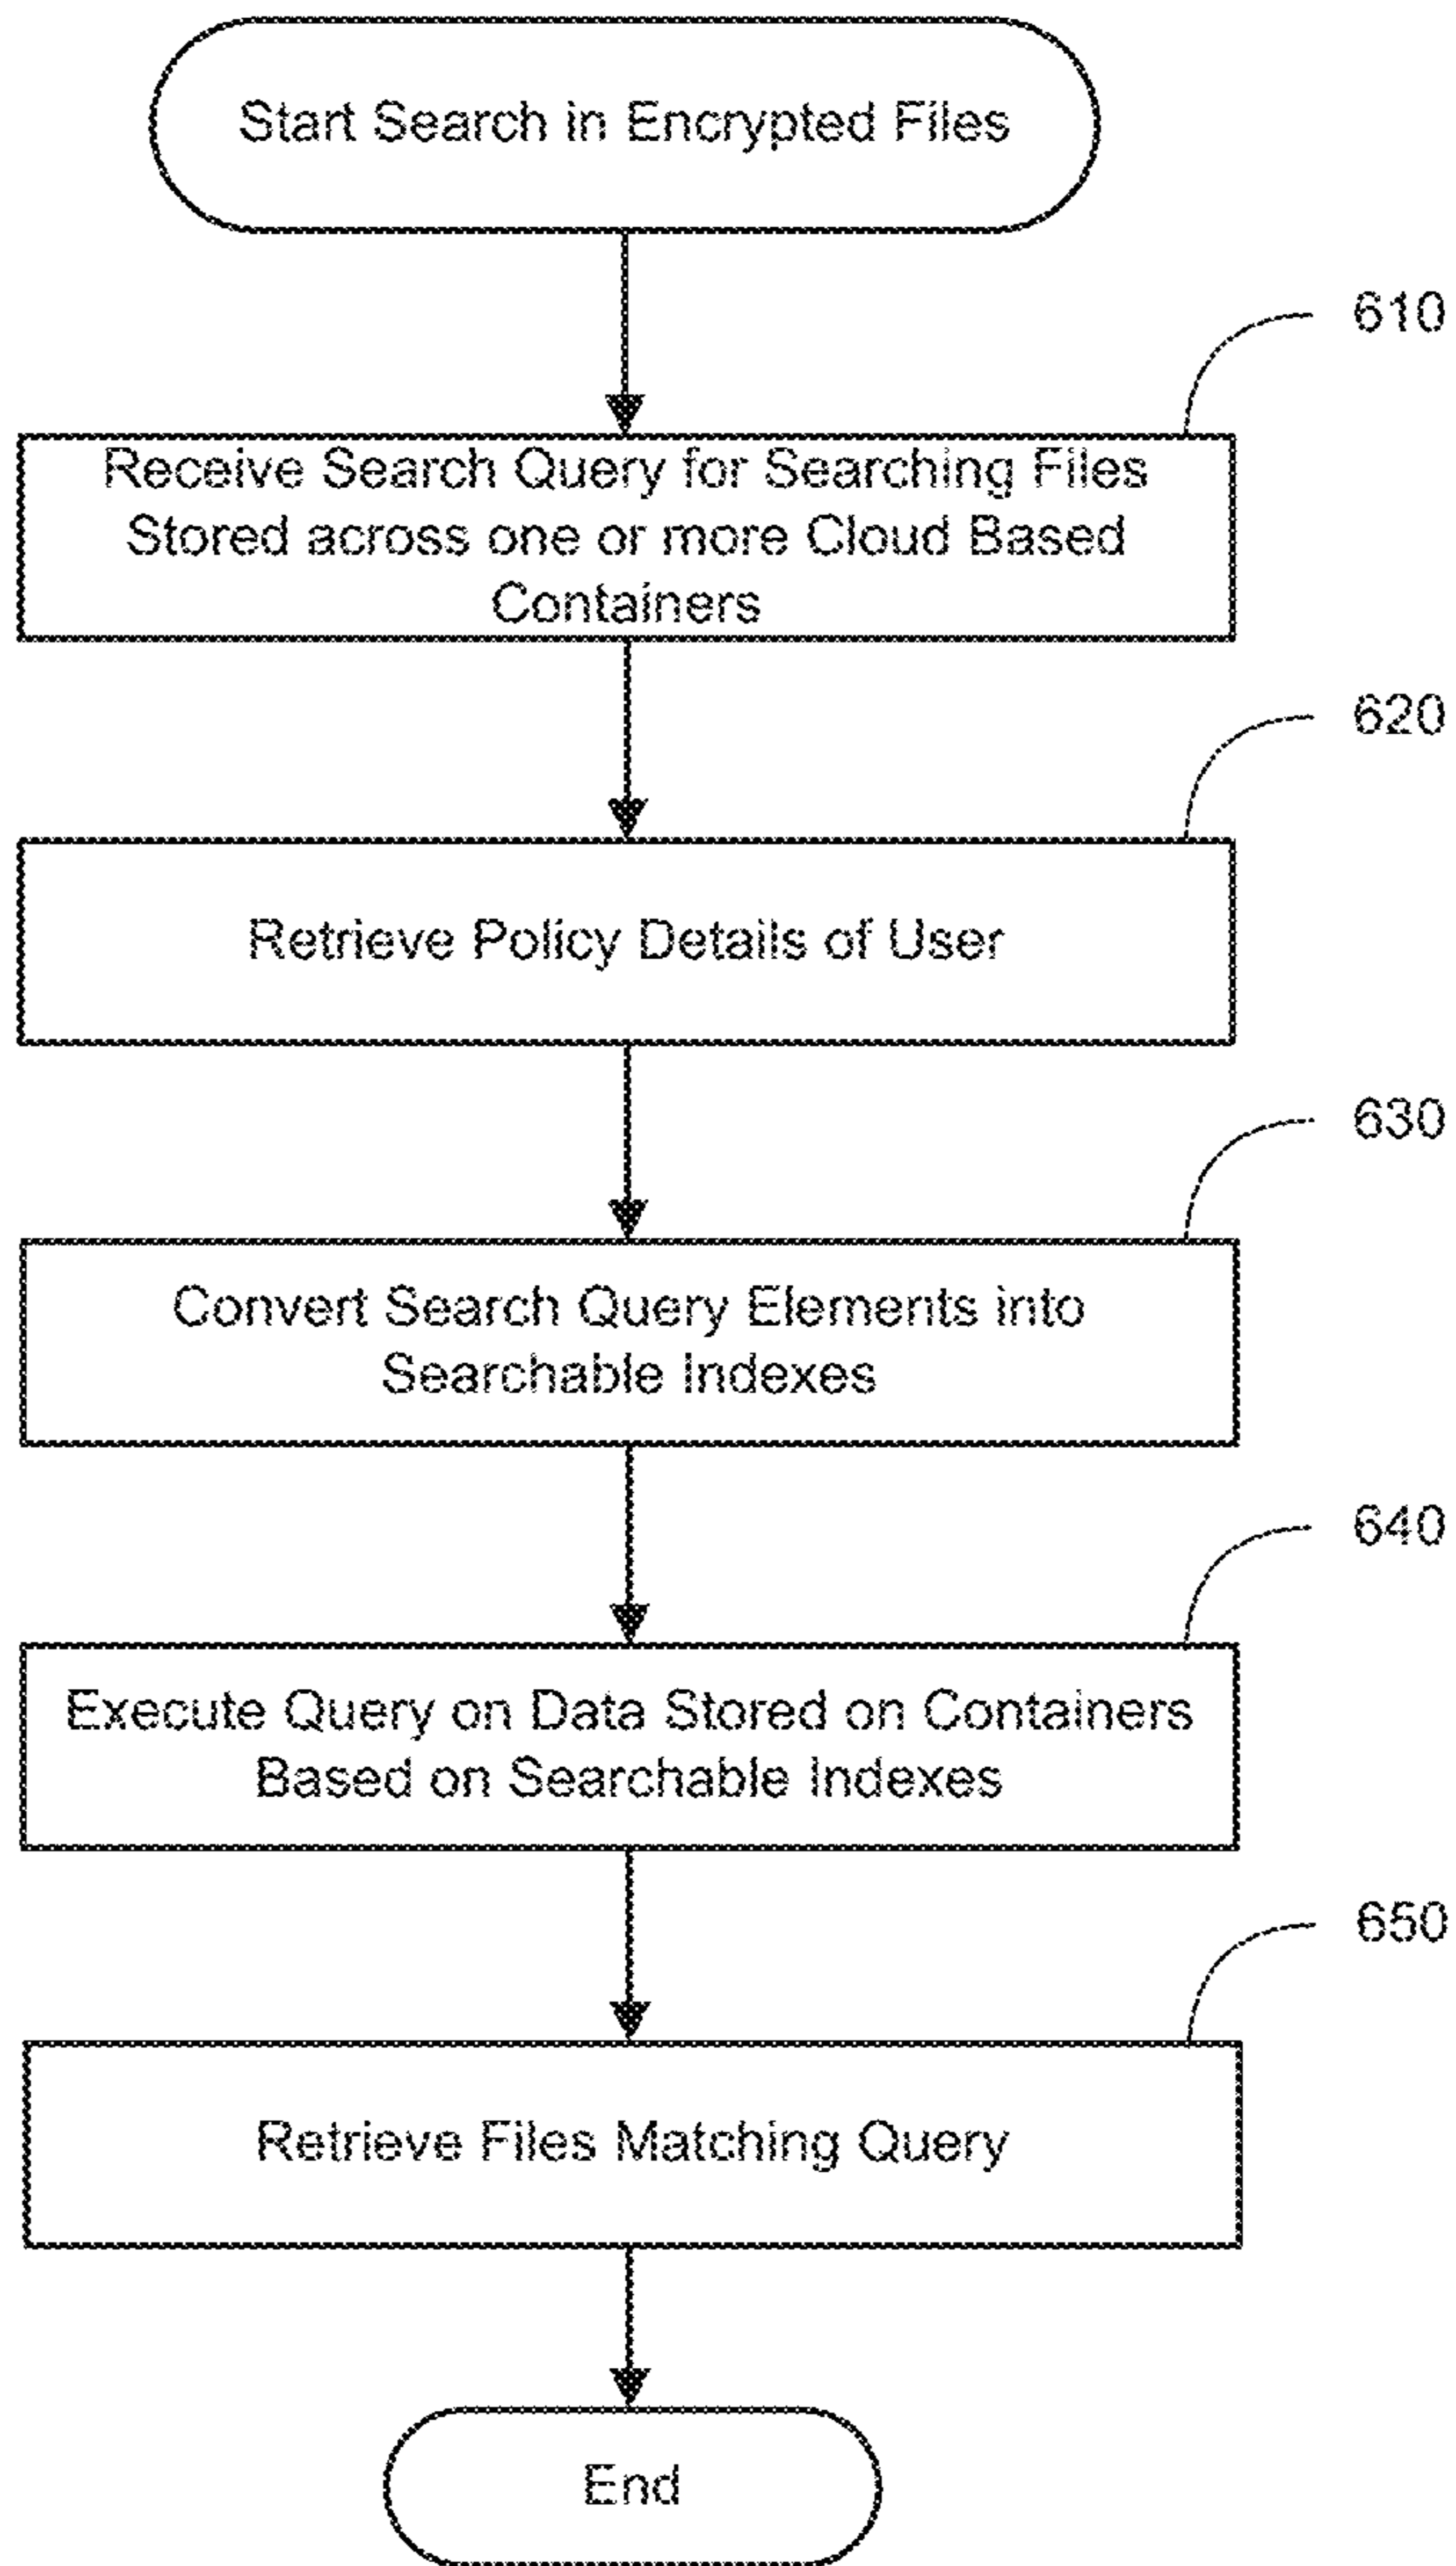 Start Search in Encrypted Files
610
Receive Search Query for Searching Files
Stored across one or more Cloud Based
Containers
620
Retrieve Policy Details of User
630
Convert Search Query Elements into
Searchable Indexes
640
Execute Query on Data Stored on Containers
Based on Searchable Indexes
650
Retrieve Files Matching Query
End